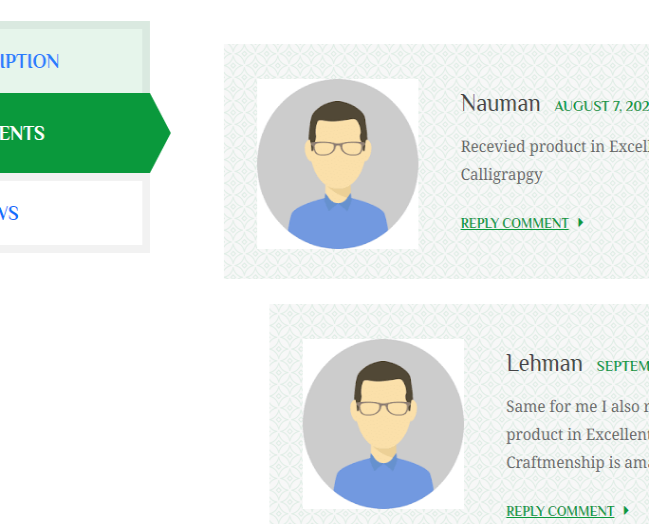 IPTION
ENTS
WS
Nauman AUGUST 7, 202
Recevied product in Excell
Calligrapgy
REPLY COMMENT
Lehman SEPTEM
Same for me I also r
product in Excellent
Craftmenship is ama
REPLY COMMENT